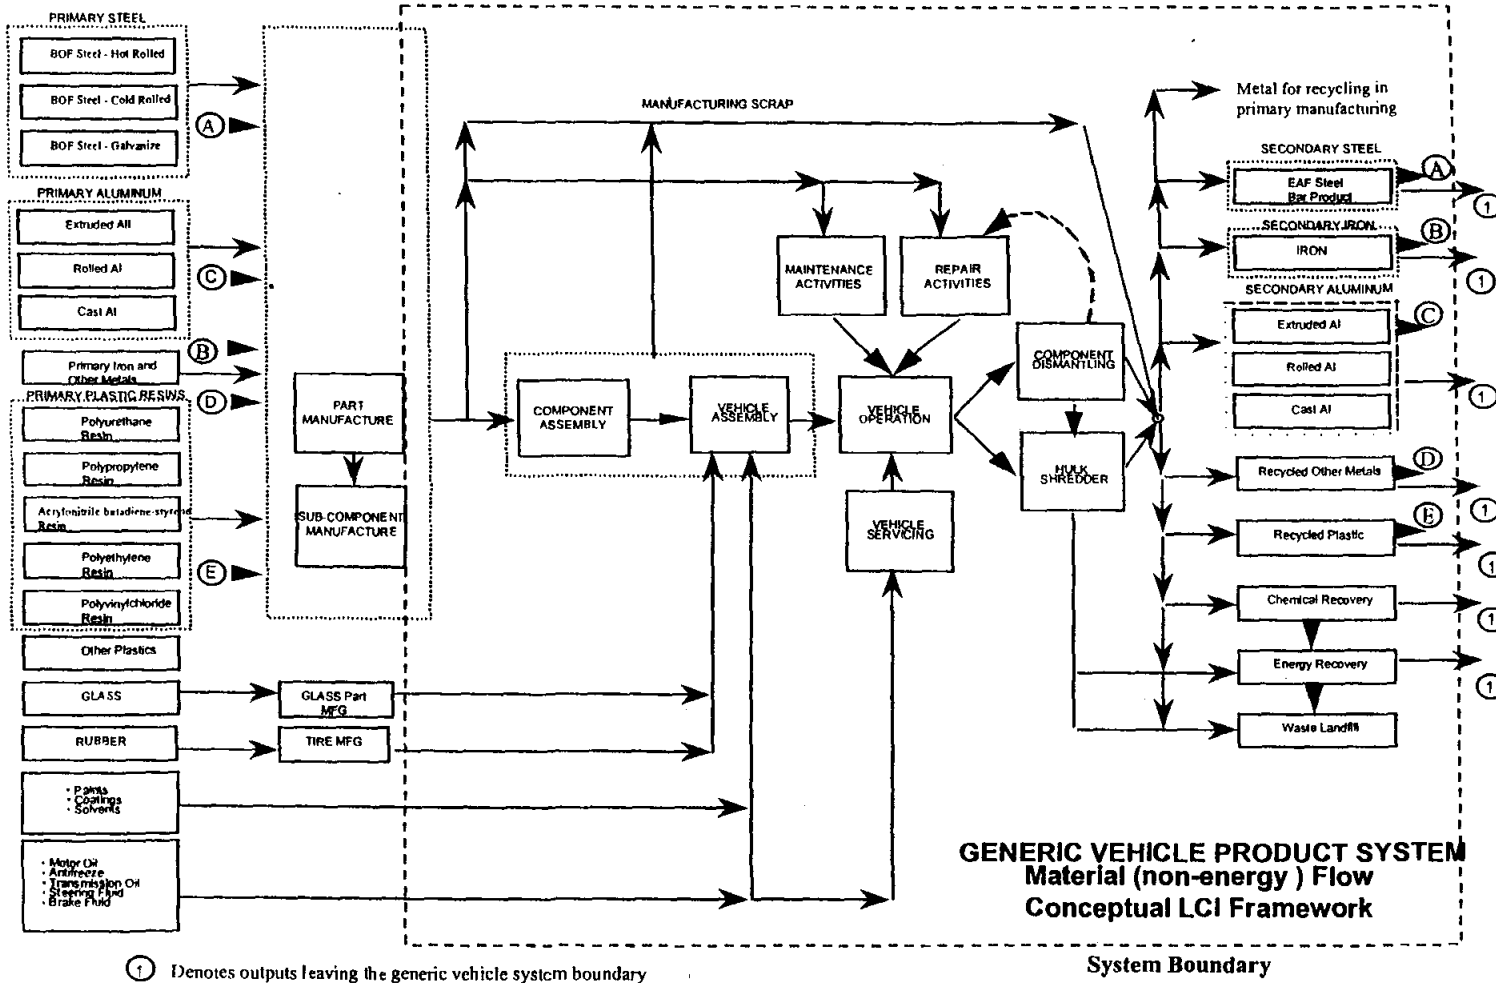 PRIMARY STEEL
BOF Steel - Hot Rolled
BOF Steel - Cold Rolled
A
BOF Steel - Galvanize
PRIMARY ALUMINUM
Extruded All
Rolled Al
C
Cast Al
B
Primary Iron and
Other Metals
PRIMARY PLASTIC RESINS
D
Polyurethane
Resin
Polypropylene
Resin
Acrylonitrile butadiene-styrene
Resin
Polyethylene
Resin
E
Polyvinylchloride
Resin
Other Plastics
GLASS
RUBBER
• Paints
• Coatings
• Solvents
• Motor Oil
• Antifreeze
• Transmission Oil
• Steering Fluid
• Brake Fluid
PART
MANUFACTURE
SUB-COMPONENT
MANUFACTURE
GLASS Part
MFG
TIRE MFG
MANUFACTURING SCRAP
COMPONENT
ASSEMBLY
VEHICLE
ASSEMBLY
MAINTENANCE
ACTIVITIES
REPAIR
ACTIVITIES
VEHICLE
OPERATION
VEHICLE
SERVICING
COMPONENT
DISMANTLING
HULK
SHREDDER
Metal for recycling in
primary manufacturing
SECONDARY STEEL
EAF Steel
Bar Product
A
1
SECONDARY IRON
IRON
B
1
SECONDARY ALUMINUM
Extruded Al
C
Rolled Al
Cast Al
1
Recycled Other Metals
D
1
Recycled Plastic
E
1
Chemical Recovery
1
Energy Recovery
1
Waste Landfill
GENERIC VEHICLE PRODUCT SYSTEM
Material (non-energy ) Flow
Conceptual LCI Framework
System Boundary
1 Denotes outputs leaving the generic vehicle system boundary